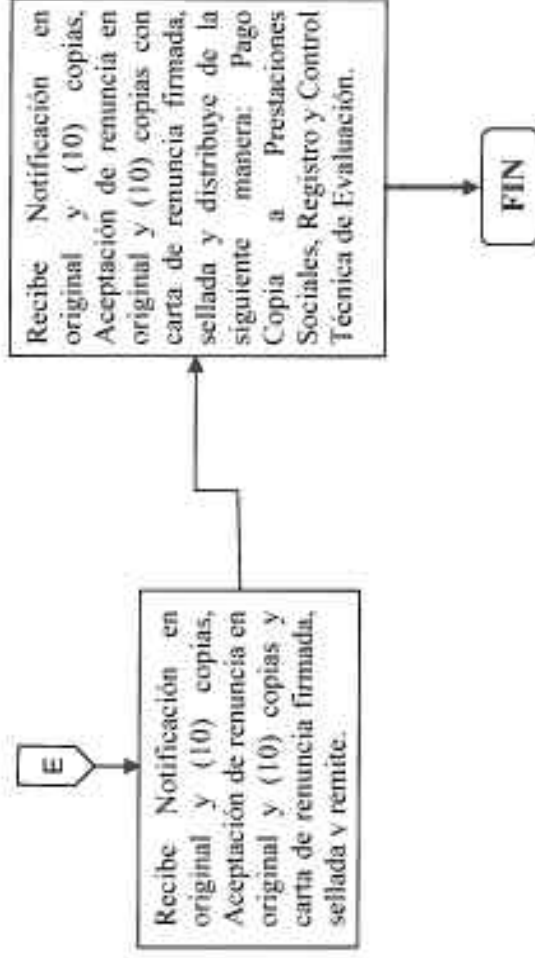 E
Recibe Notificación en
original y (10) copias,
Aceptación de renuncia en
original y (10) copias y
carta de renuncia firmada,
sellada y remite.
Recibe Notificación en
original y (10) copias,
Aceptación de renuncia en
original y (10) copias con
carta de renuncia firmada,
sellada y distribuye de la
siguiente manera: Pago
Copia a Prestaciones
Sociales, Registro y Control
Técnica de Evaluación.
FIN